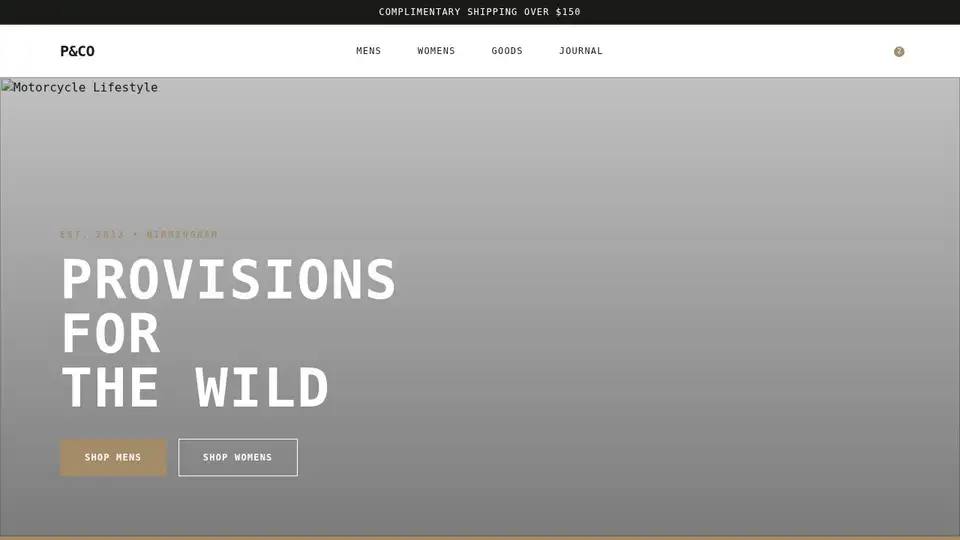 COMPLIMENTARY SHIPPING OVER $150
P&CO
MENS WOMENS GOODS JOURNAL
2
Motorcycle Lifestyle
EST. 2013 • BIRMINGHAM
PROVISIONS
FOR
THE WILD
SHOP MENS SHOP WOMENS